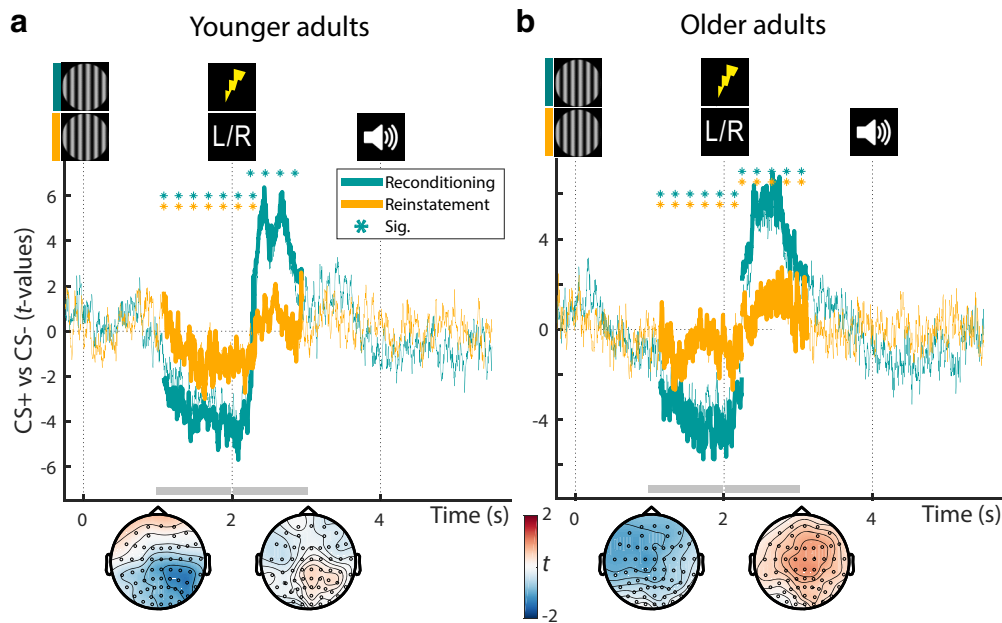 a
Younger adults
b
Older adults
L/R
L/R
Reconditioning
Reinstatement
Sig.
CS+ vs CS- (t-values)
6
4
2
0
-2
-4
-6
4
0
-4
0
2
4
Time (s)
0
2
4
Time (s)
2
t
-2